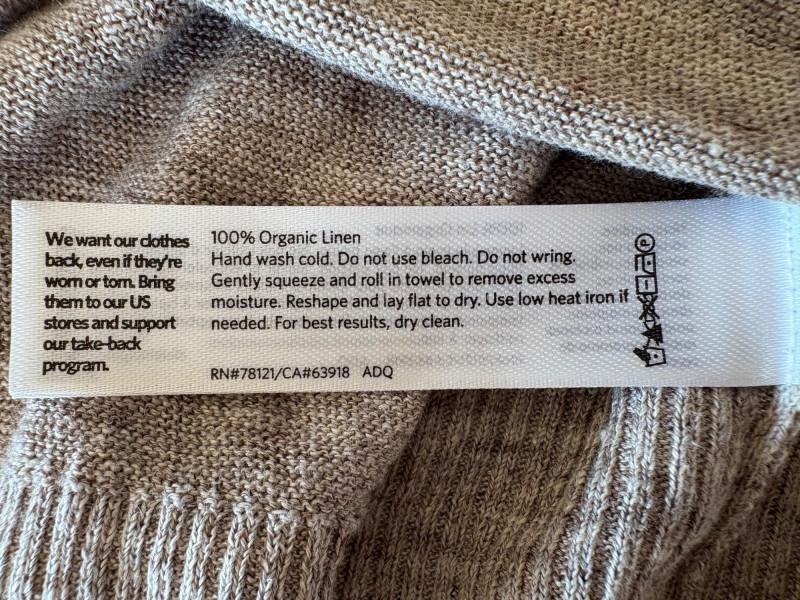 We want our clothes
back, even if they're
worn or torn. Bring
them to our US
stores and support
our take-back
program.
100% Organic Linen
Hand wash cold. Do not use bleach. Do not wring.
Gently squeeze and roll in towel to remove excess
moisture. Reshape and lay flat to dry. Use low heat iron if
needed. For best results, dry clean.
RN#78121/CA#63918 ADQ
P